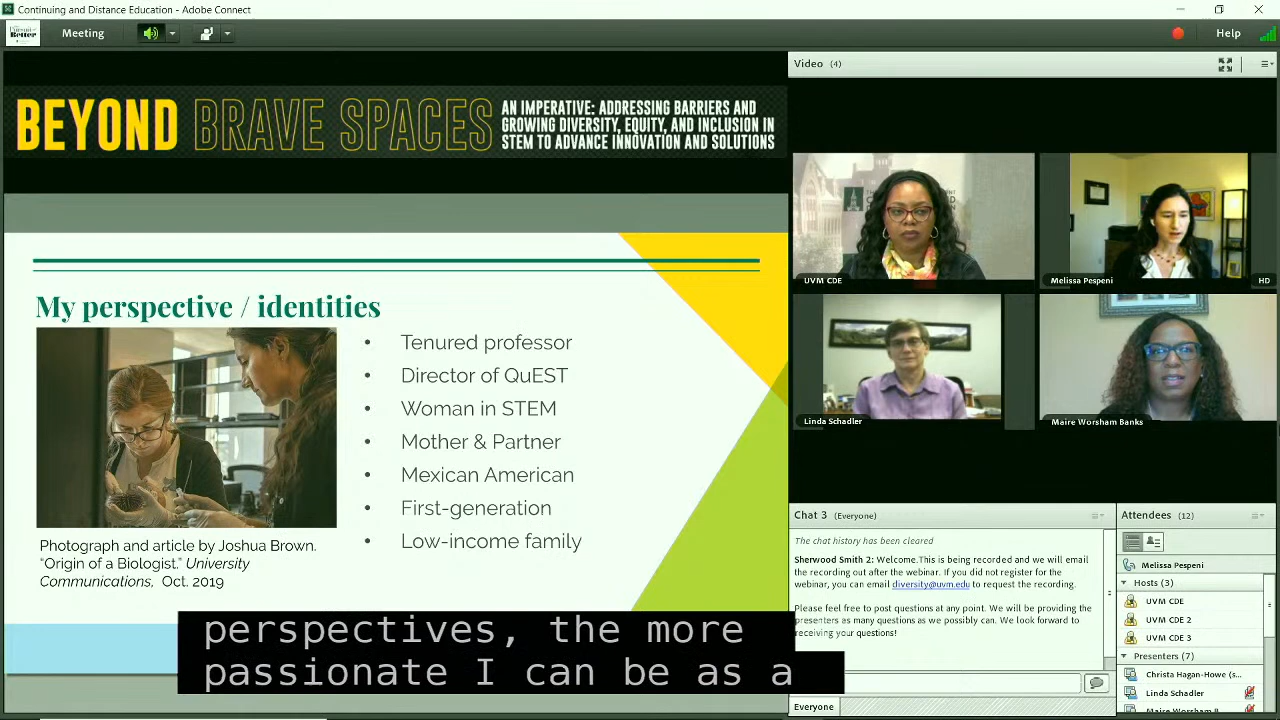 Continuing and Distance Education - Adobe Connect
Meeting
Help
BEYOND BRAVE SPACES
AN IMPERATIVE: ADDRESSING BARRIERS AND
GROWING DIVERSITY, EQUITY, AND INCLUSION IN
STEM TO ADVANCE INNOVATION AND SOLUTIONS
My perspective / identities
• Tenured professor
• Director of QuEST
• Woman in STEM
• Mother & Partner
• Mexican American
• First-generation
• Low-income family
Photograph and article by Joshua Brown.
“Origin of a Biologist.” University
Communications, Oct. 2019
perspectives, the more
passionate I can be as a
Video (4)
UVM CDE
Melissa Pespeni
HD
Linda Schadler
Maire Worsham Banks
Chat 3 (Everyone)
The chat history has been cleared
Sherwood Smith 2: Welcome.This is being recorded and we will email
the recording out after the webinar. If you did not register for the
webinar, you can email diversity@uvm.edu to request the recording.
Please feel free to post questions at any point. We will be providing the
presenters as many questions as we possibly can. We look forward to
receiving your questions!
Everyone
Attendees (12)
Melissa Pespeni
Hosts (3)
UVM CDE
UVM CDE 2
UVM CDE 3
Presenters (7)
Christa Hagan-Howe (s...
Linda Schadler
Maire Worsham B...